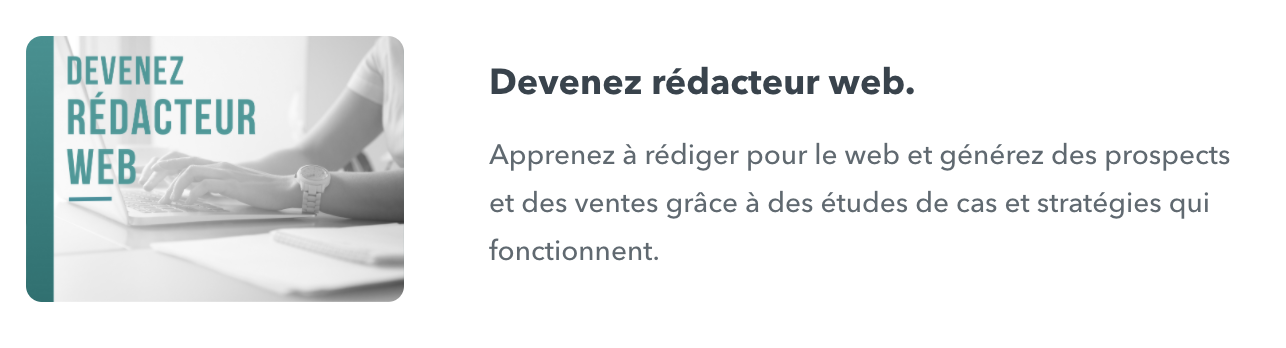 DEVENEZ
RÉDACTEUR
WEB
Devenez rédacteur web.
Apprenez à rédiger pour le web et générez des prospects
et des ventes grâce à des études de cas et stratégies qui
fonctionnent.